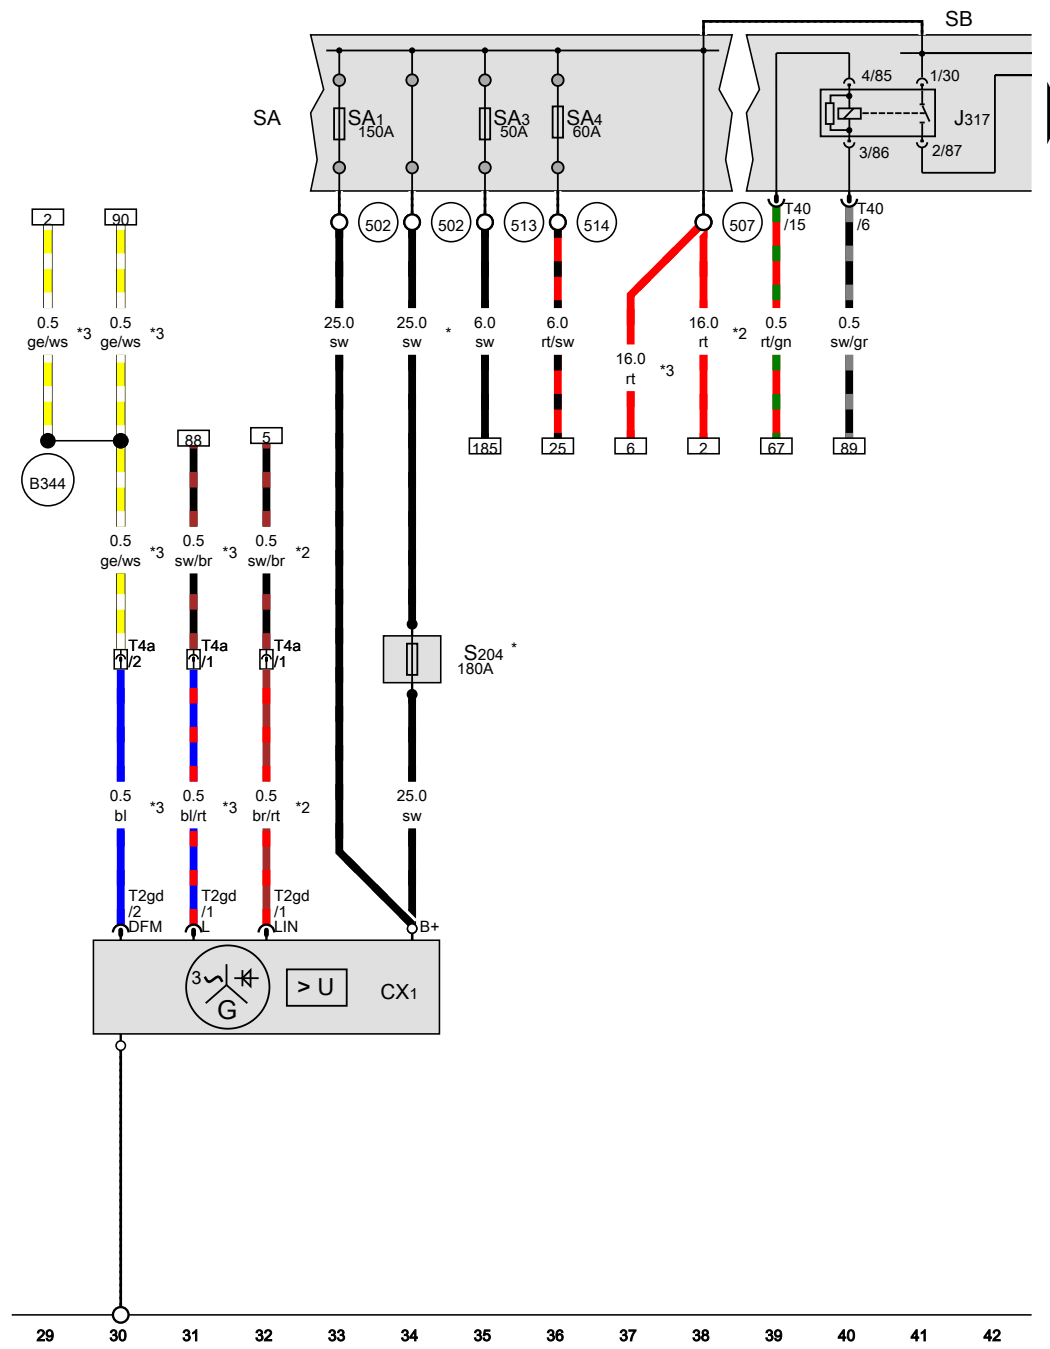 SB
SA
SA1
150A
SA3
50A
SA4
60A
4/85
1/30
J317
3/86
2/87
2
90
502
502
513
514
507
T40
/15
T40
/6
0.5
ge/ws
*3
0.5
ge/ws
*3
25.0
sw
25.0
sw
*
6.0
sw
6.0
rt/sw
16.0
rt
*3
16.0
rt
*2
0.5
rt/gn
0.5
sw/gr
88
5
185
25
6
2
67
89
B344
0.5
ge/ws
*3
0.5
sw/br
*3
0.5
sw/br
*2
T4a
/2
T4a
/1
T4a
/1
S204 *
180A
0.5
bl
*3
0.5
bl/rt
*3
0.5
br/rt
*2
25.0
sw
T2gd
/2
DFM
T2gd
/1
L
T2gd
/1
LIN
B+
3
G
> U
CX1
29 30 31 32 33 34 35 36 37 38 39 40 41 42